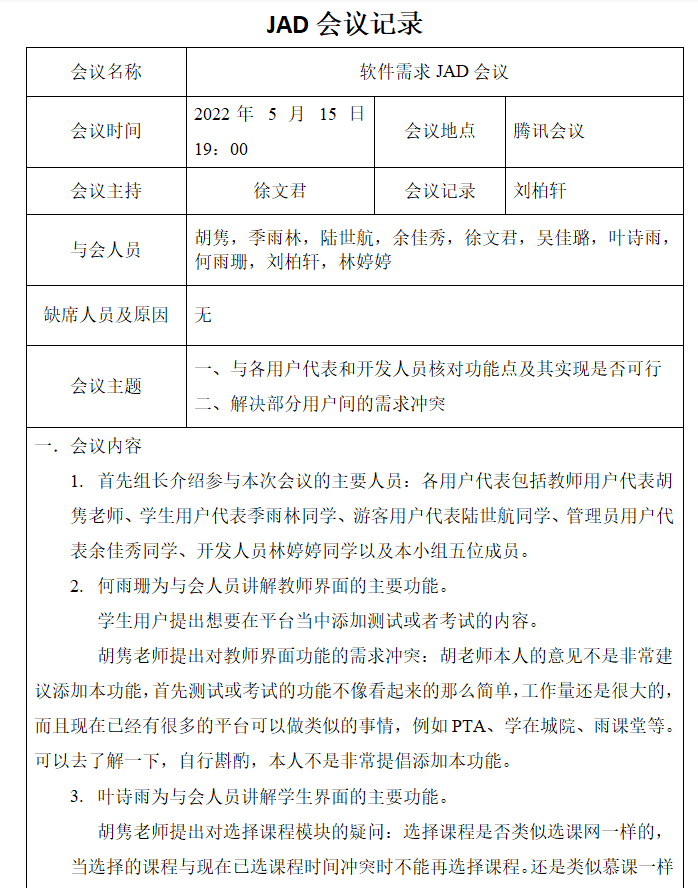 JAD 会议记录
会议名称 软件需求 JAD 会议
会议时间 2022 年 5 月 15 日 19：00 会议地点 腾讯会议
会议主持 徐文君 会议记录 刘柏轩
与会人员 胡隽，季雨林，陆世航，余佳秀，徐文君，吴佳璐，叶诗雨，
何雨珊，刘柏轩，林婷婷
缺席人员及原因 无
会议主题 一、与各用户代表和开发人员核对功能点及其实现是否可行
二、解决部分用户间的需求冲突
一．会议内容
1. 首先组长介绍参与本次会议的主要人员：各用户代表包括教师用户代表胡
隽老师、学生用户代表季雨林同学、游客用户代表陆世航同学、管理员用户代
表余佳秀同学、开发人员林婷婷同学以及本小组五位成员。
2. 何雨珊为与会人员讲解教师界面的主要功能。
学生用户提出想要在平台当中添加测试或者考试的内容。
胡隽老师提出对教师界面功能的需求冲突：胡老师本人的意见不是非常建
议添加本功能，首先测试或考试的功能不像看起来的那么简单，工作量还是很大的，
而且现在已经有很多的平台可以做类似的事情，例如 PTA、学在城院、雨课堂等。
可以去了解一下，自行斟酌，本人不是非常提倡添加本功能。
3. 叶诗雨为与会人员讲解学生界面的主要功能。
胡隽老师提出对选择课程模块的疑问：选择课程是否类似选课网一样的，
当选择的课程与现在已选课程时间冲突时不能再选择课程。还是类似慕课一样